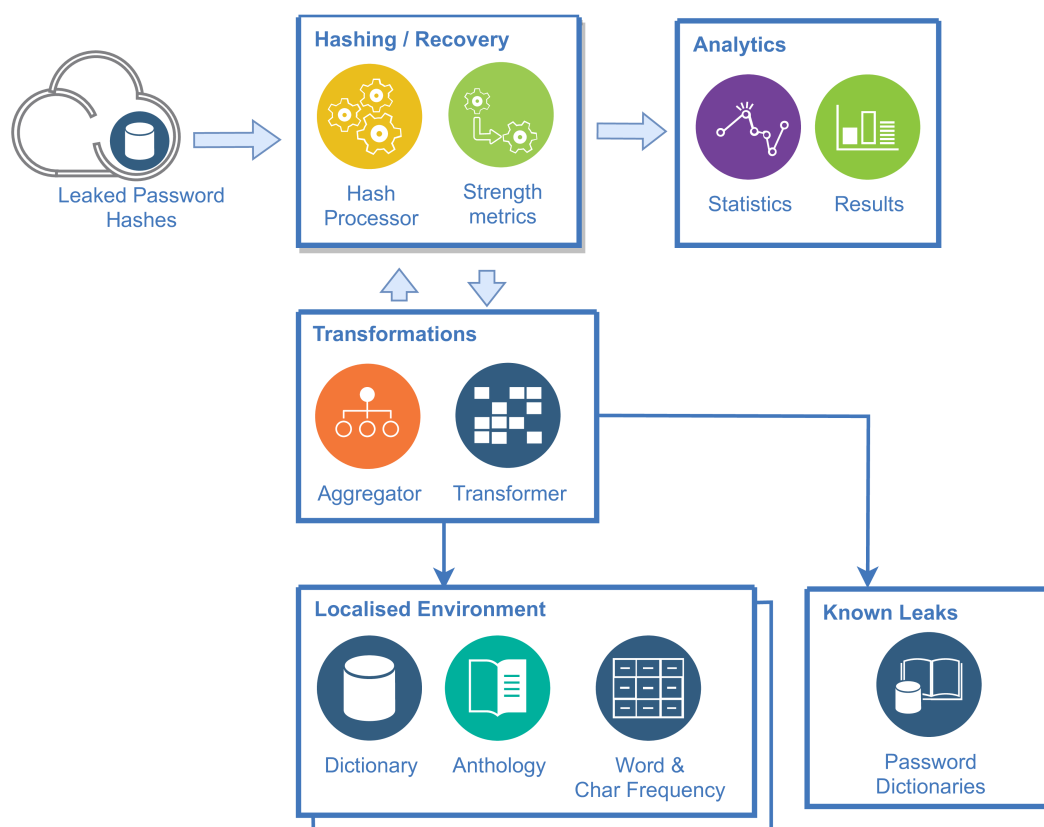 Hashing / Recovery
Analytics
Leaked Password
Hashes
Hash
Processor
Strength
metrics
Statistics
Results
Transformations
Aggregator
Transformer
Localised Environment
Known Leaks
Dictionary
Anthology
Word &
Char Frequency
Password
Dictionaries